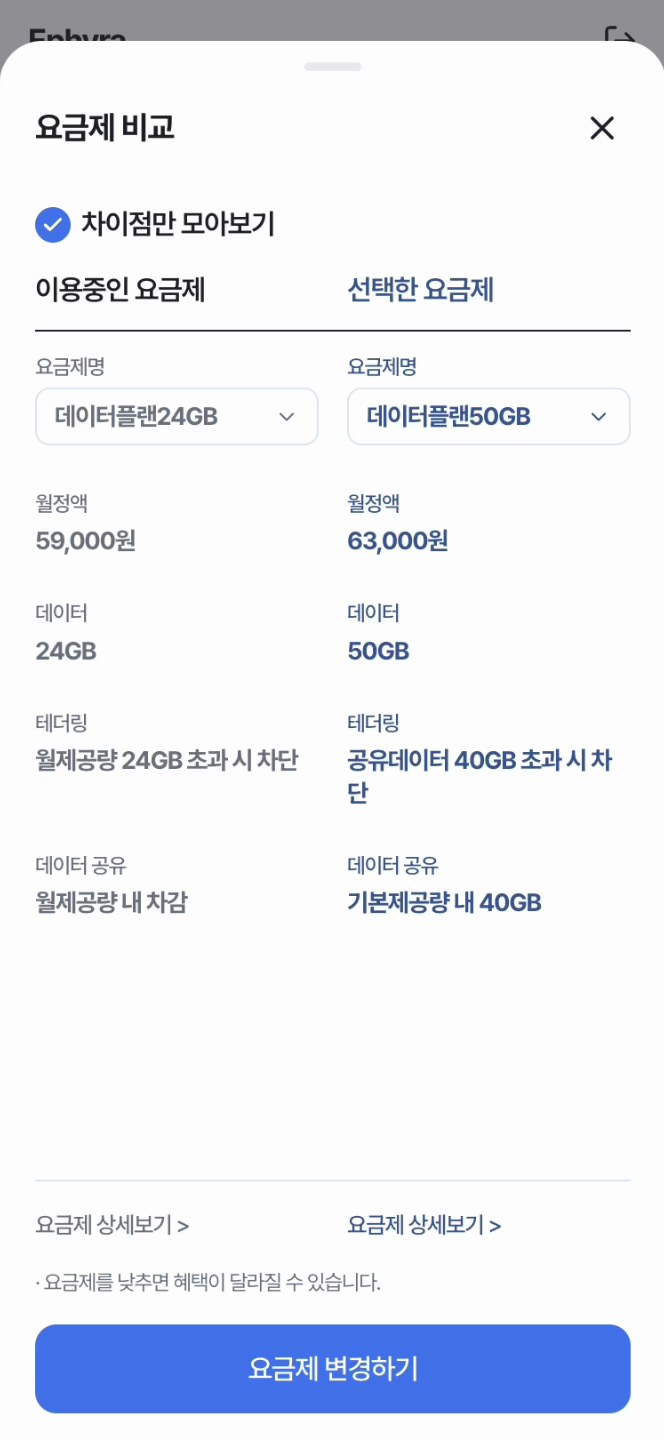 요금제 비교
차이점만 모아보기
이용중인 요금제
선택한 요금제
요금제명
요금제명
데이터플랜24GB
데이터플랜50GB
월정액
월정액
59,000원
63,000원
데이터
데이터
24GB
50GB
테더링
테더링
월제공량 24GB 초과 시 차단
공유데이터 40GB 초과 시 차
단
데이터 공유
데이터 공유
월제공량 내 차감
기본제공량 내 40GB
요금제 상세보기 >
요금제 상세보기 >
· 요금제를 낮추면 혜택이 달라질 수 있습니다.
요금제 변경하기